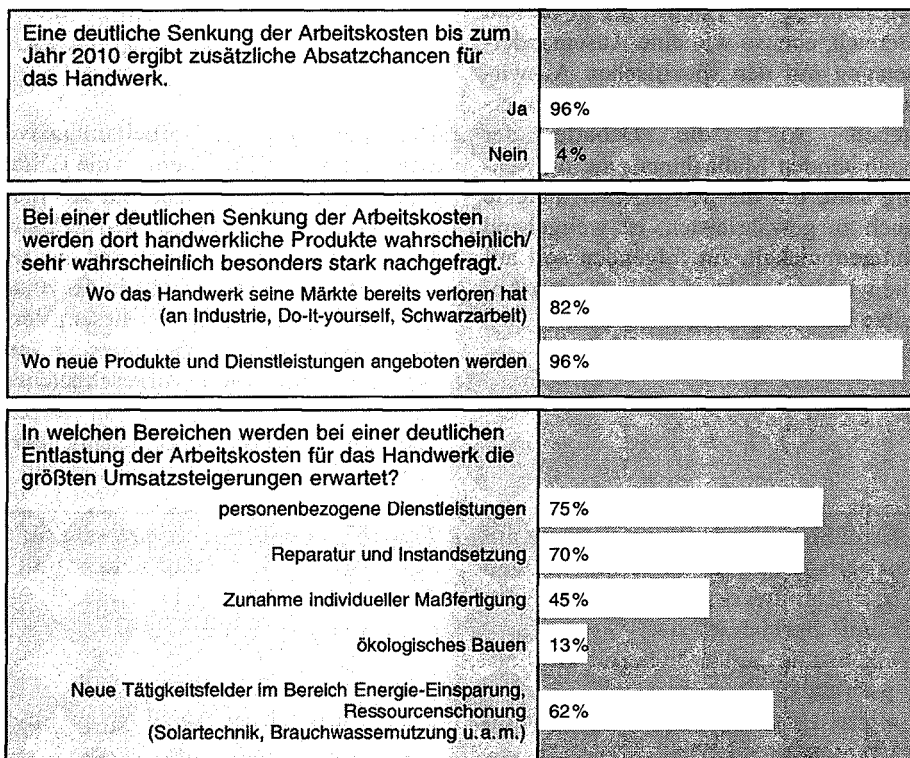 Eine deutliche Senkung der Arbeitskosten bis zum
Jahr 2010 ergibt zusätzliche Absatzchancen für
das Handwerk.
Ja 96%
Nein 4%
Bei einer deutlichen Senkung der Arbeitskosten
werden dort handwerkliche Produkte wahrscheinlich/
sehr wahrscheinlich besonders stark nachgefragt.
Wo das Handwerk seine Märkte bereits verloren hat
(an Industrie, Do-it-yourself, Schwarzarbeit) 82%
Wo neue Produkte und Dienstleistungen angeboten werden 96%
In welchen Bereichen werden bei einer deutlichen
Entlastung der Arbeitskosten für das Handwerk die
größten Umsatzsteigerungen erwartet?
personenbezogene Dienstleistungen 75%
Reparatur und Instandsetzung 70%
Zunahme individueller Maßfertigung 45%
ökologisches Bauen 13%
Neue Tätigkeitsfelder im Bereich Energie-Einsparung,
Ressourcenschonung 62%
(Solartechnik, Brauchwassernutzung u.a.m.)